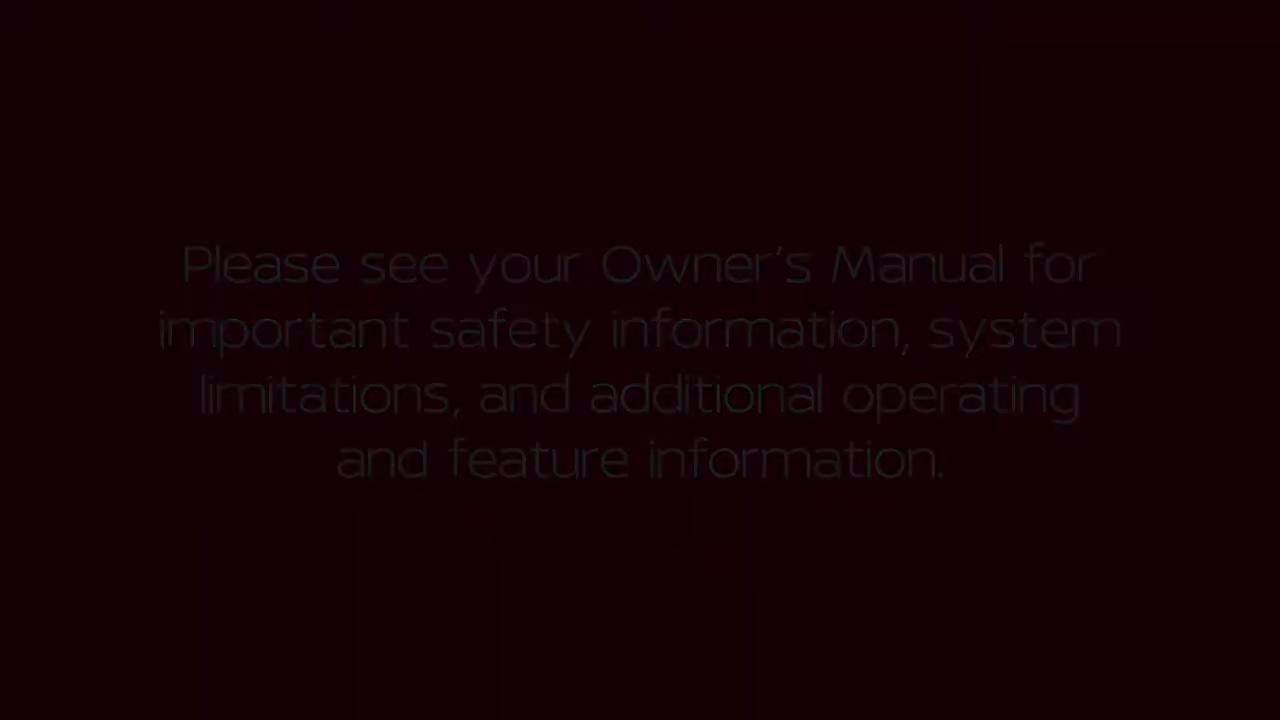 Please see your Owner's Manual for
important safety information, system
limitations, and additional operating
and feature information.